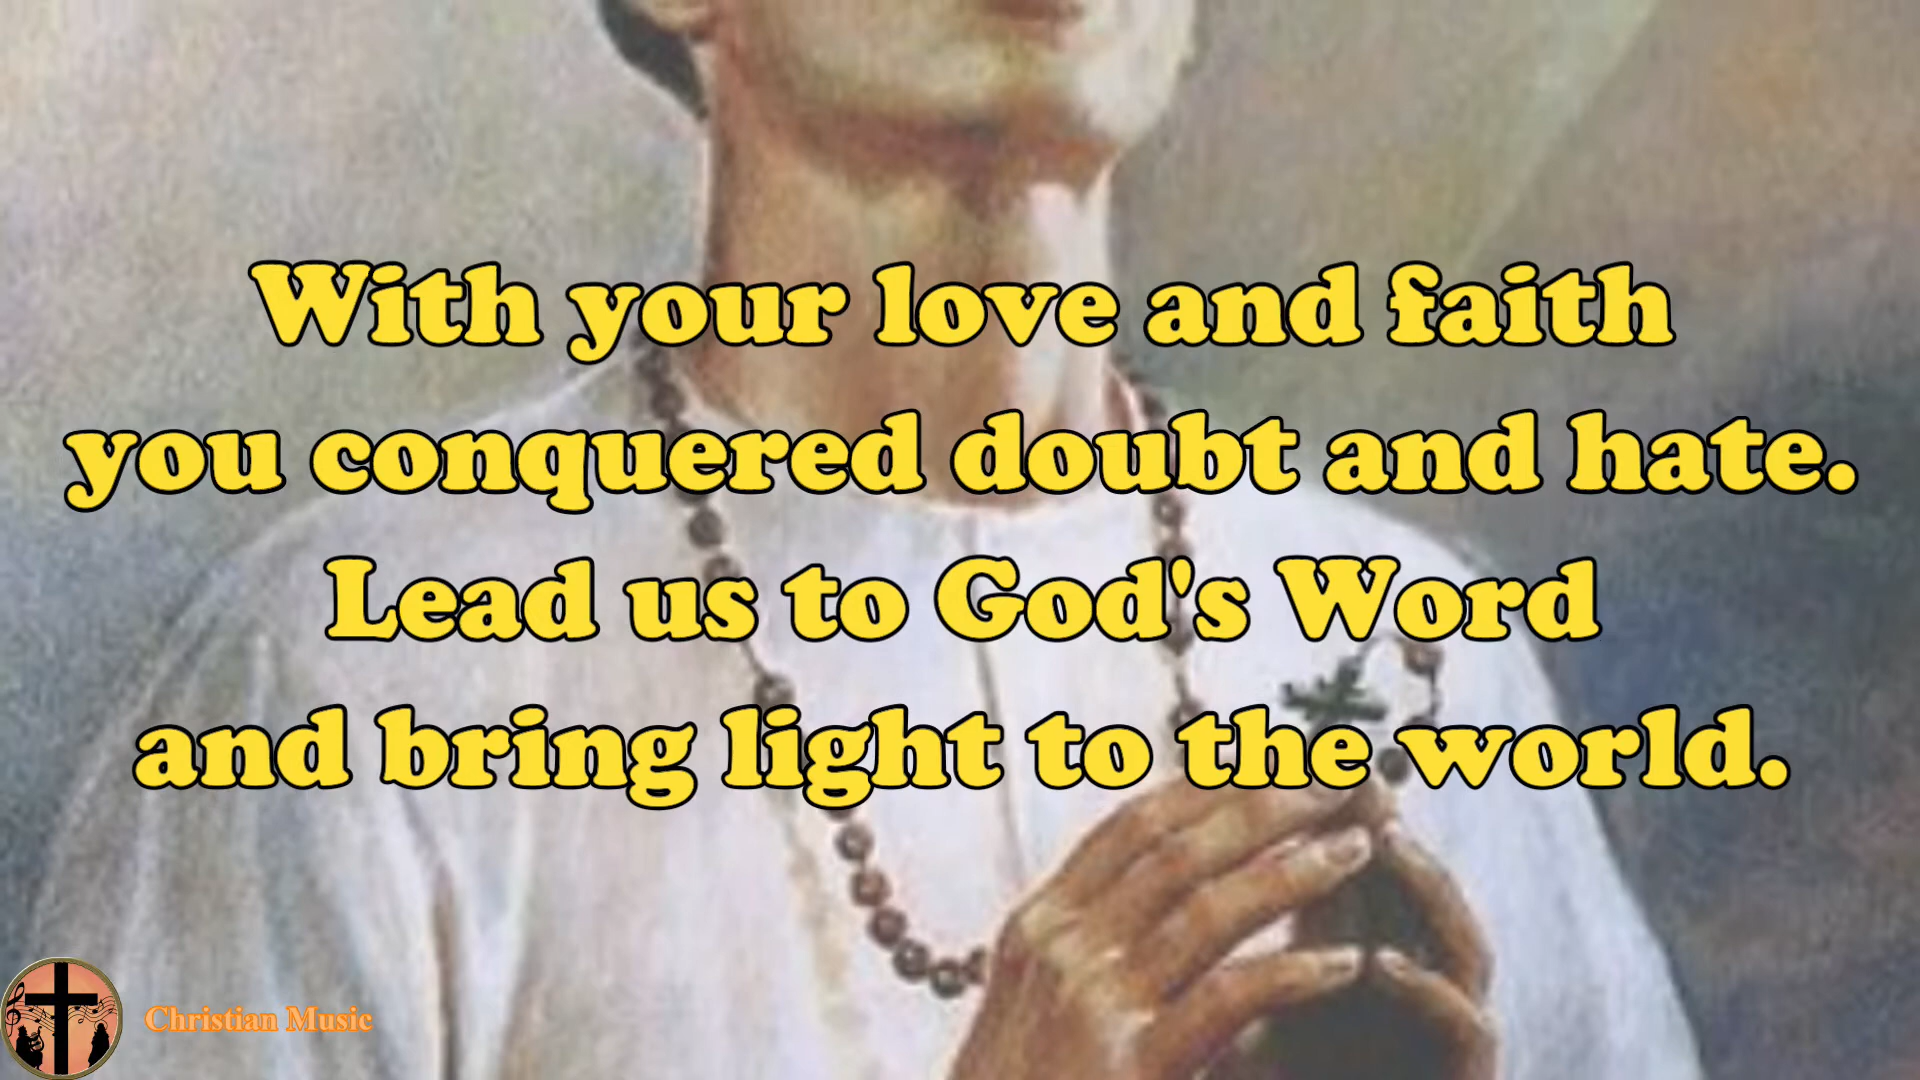 With your love and faith
you conquered doubt and hate.
Lead us to God's Word
and bring light to the world.
Christian Music